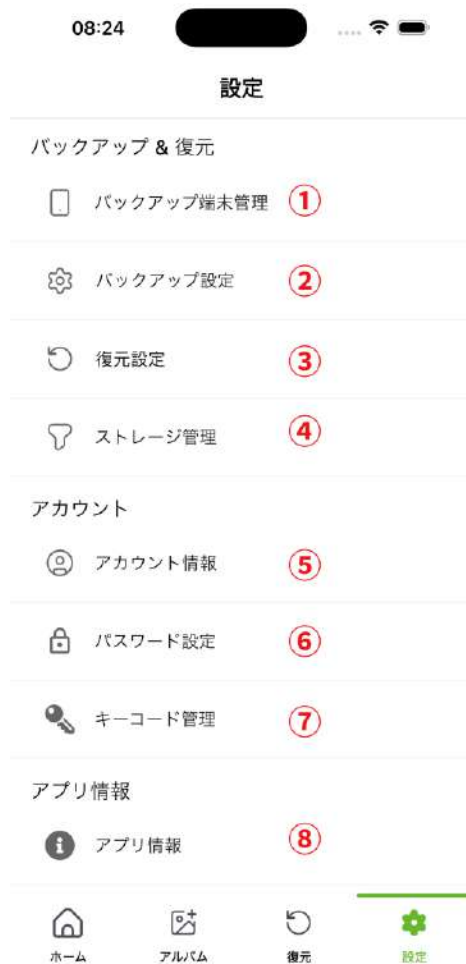 08:24
設定
バックアップ & 復元
バックアップ端末管理 ①
バックアップ設定 ②
復元設定 ③
ストレージ管理 ④
アカウント
アカウント情報 ⑤
パスワード設定 ⑥
キーコード管理 ⑦
アプリ情報
アプリ情報 ⑧
ホーム アルバム 復元 設定